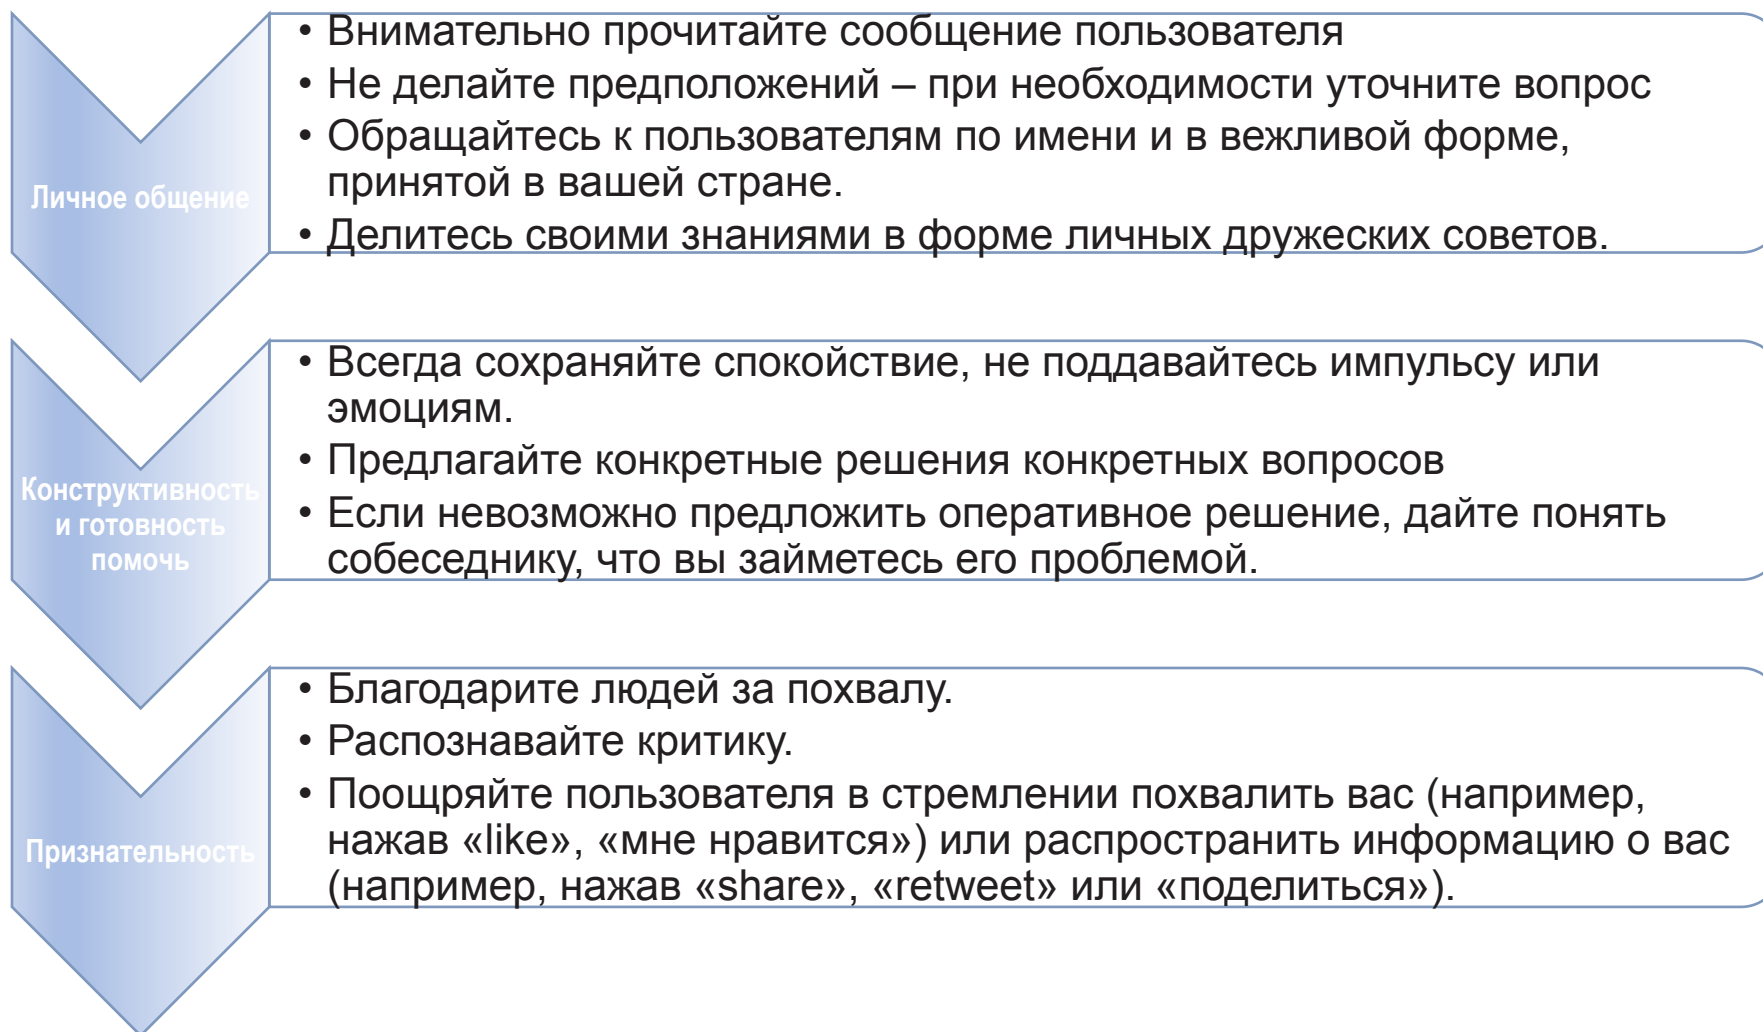 Личное общение
• Внимательно прочитайте сообщение пользователя
• Не делайте предположений – при необходимости уточните вопрос
• Обращайтесь к пользователям по имени и в вежливой форме,
принятой в вашей стране.
• Делитесь своими знаниями в форме личных дружеских советов.
Конструктивность
и готовность
помочь
• Всегда сохраняйте спокойствие, не поддавайтесь импульсу или
эмоциям.
• Предлагайте конкретные решения конкретных вопросов
• Если невозможно предложить оперативное решение, дайте понять
собеседнику, что вы займетесь его проблемой.
Признательность
• Благодарите людей за похвалу.
• Распознавайте критику.
• Поощряйте пользователя в стремлении похвалить вас (например,
нажав «like», «мне нравится») или распространить информацию о вас
(например, нажав «share», «retweet» или «поделиться»).